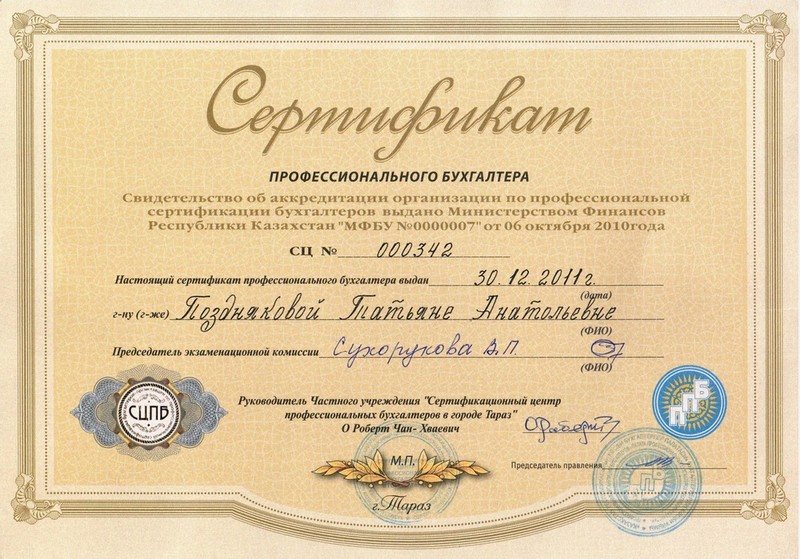 Сертификат
ПРОФЕССИОНАЛЬНОГО БУХГАЛТЕРА
Свидетельство об аккредитации организации по профессиональной
сертификации бухгалтеров выдано Министерством Финансов
Республики Казахстан "МФБУ №0000007" от 06 октября 2010года
СЦ № 000342
Настоящий сертификат профессионального бухгалтера выдан 30.12.2011г.
(дата)
г-ну (г-же) Поздняковой Татьяне Анатольевне
(ФИО)
Председатель экзаменационной комиссии Сухорукова В.П.
(ФИО)
СЦПБ
Руководитель Частного учреждения "Сертификационный центр
профессиональных бухгалтеров в городе Тараз"
О Роберт Чан- Хваевич
ППБ
М.П.
Председатель правления
г.Тараз